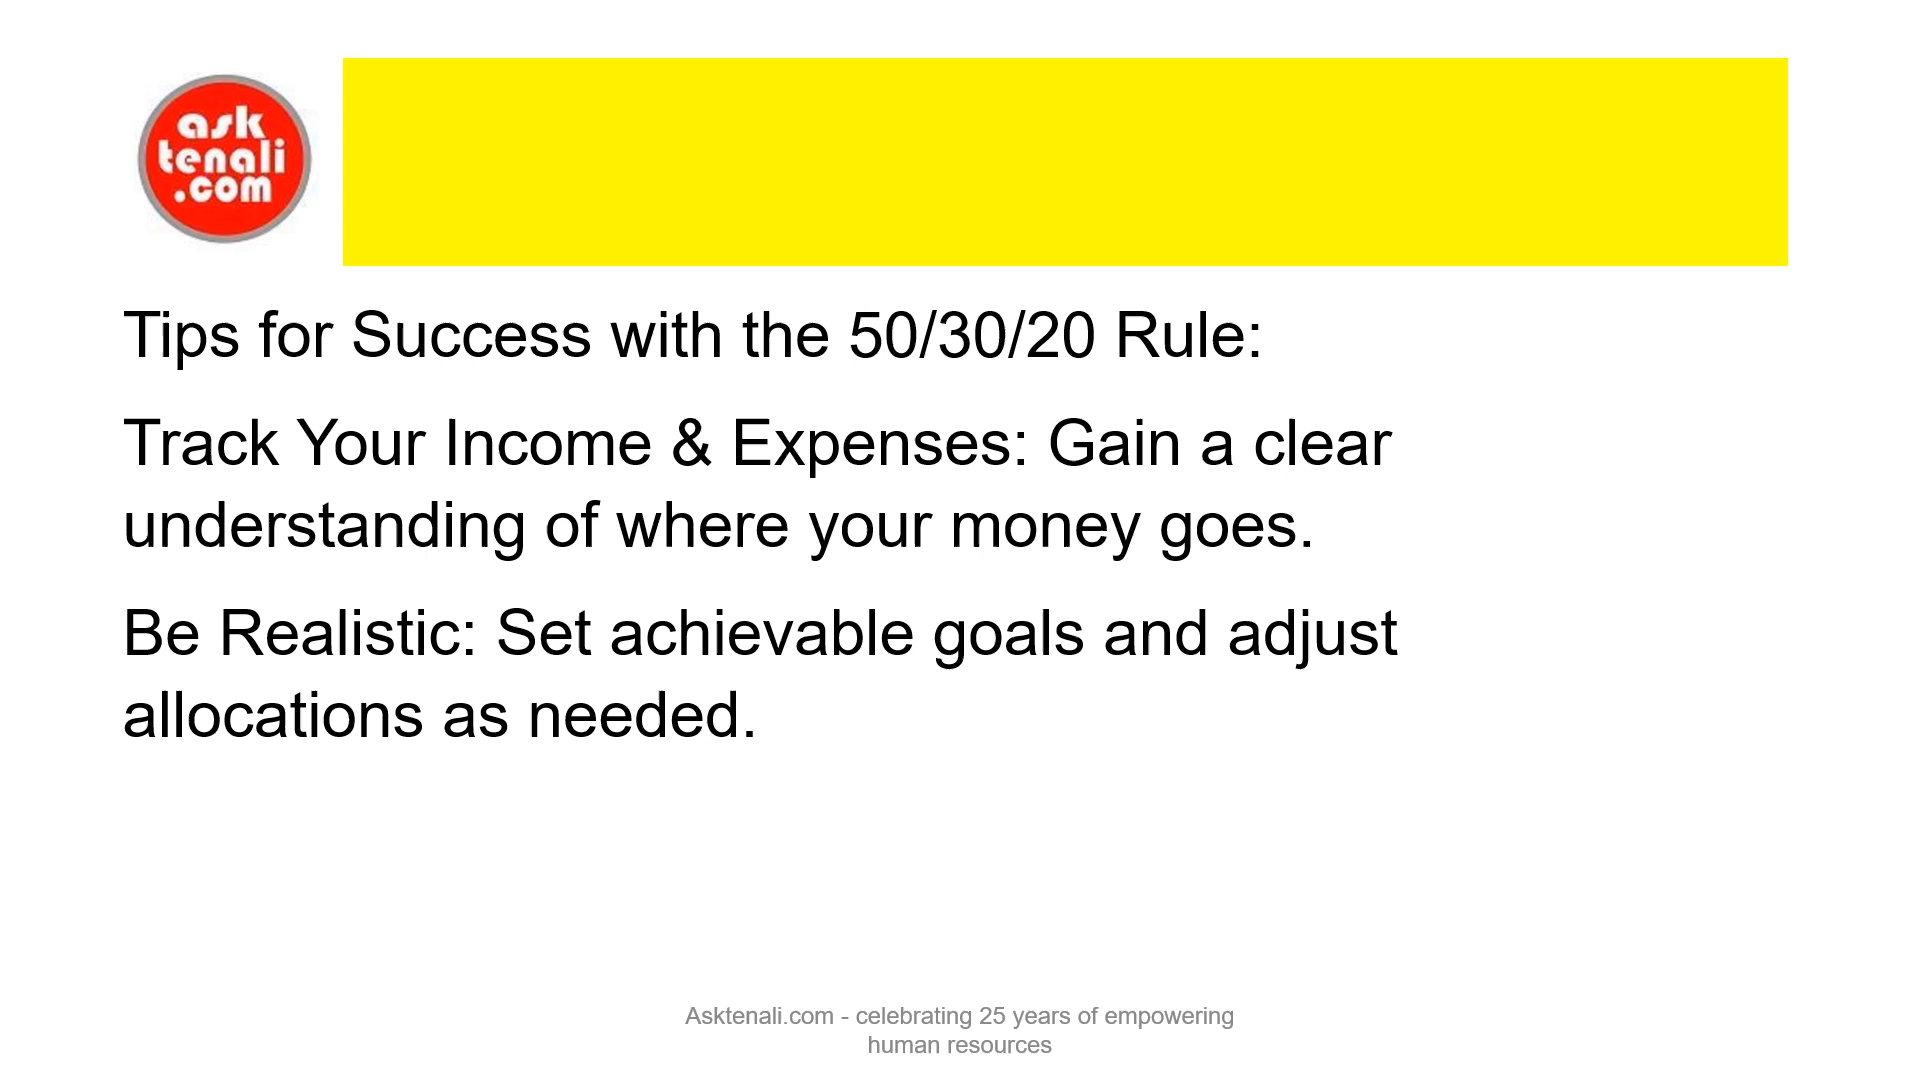 ask
tenali
.com
Tips for Success with the 50/30/20 Rule:
Track Your Income & Expenses: Gain a clear
understanding of where your money goes.
Be Realistic: Set achievable goals and adjust
allocations as needed.
Asktenali.com - celebrating 25 years of empowering
human resources